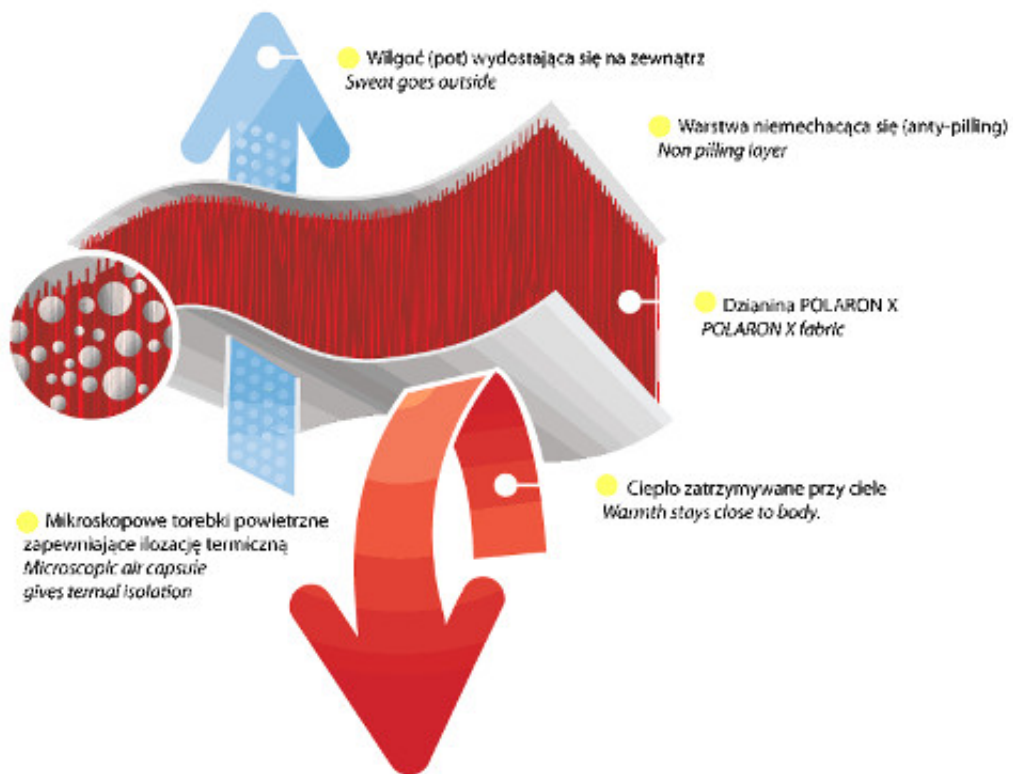 Wilgoć (pot) wydostająca się na zewnątrz
Sweat goes outside
Warstwa niemechacąca się (anty-pilling)
Non pilling layer
Dzianina POLARON X
POLARON X fabric
Ciepło zatrzymywane przy ciele
Warmth stays close to body.
Mikroskopowe torebki powietrzne
zapewniające ilozację termiczną
Microscopic air capsule
gives termal isolation